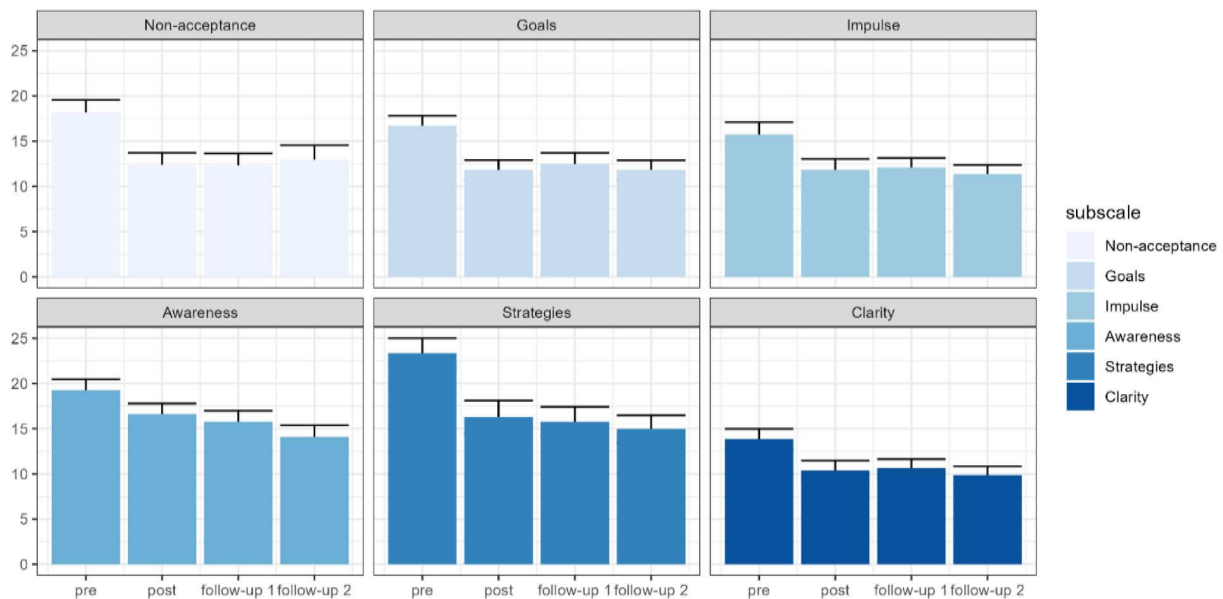 Non-acceptance Goals Impulse
25
20
15
10
5
0
Awareness Strategies Clarity
25
20
15
10
5
0
pre post follow-up 1 follow-up 2 pre post follow-up 1 follow-up 2 pre post follow-up 1 follow-up 2
subscale
Non-acceptance
Goals
Impulse
Awareness
Strategies
Clarity